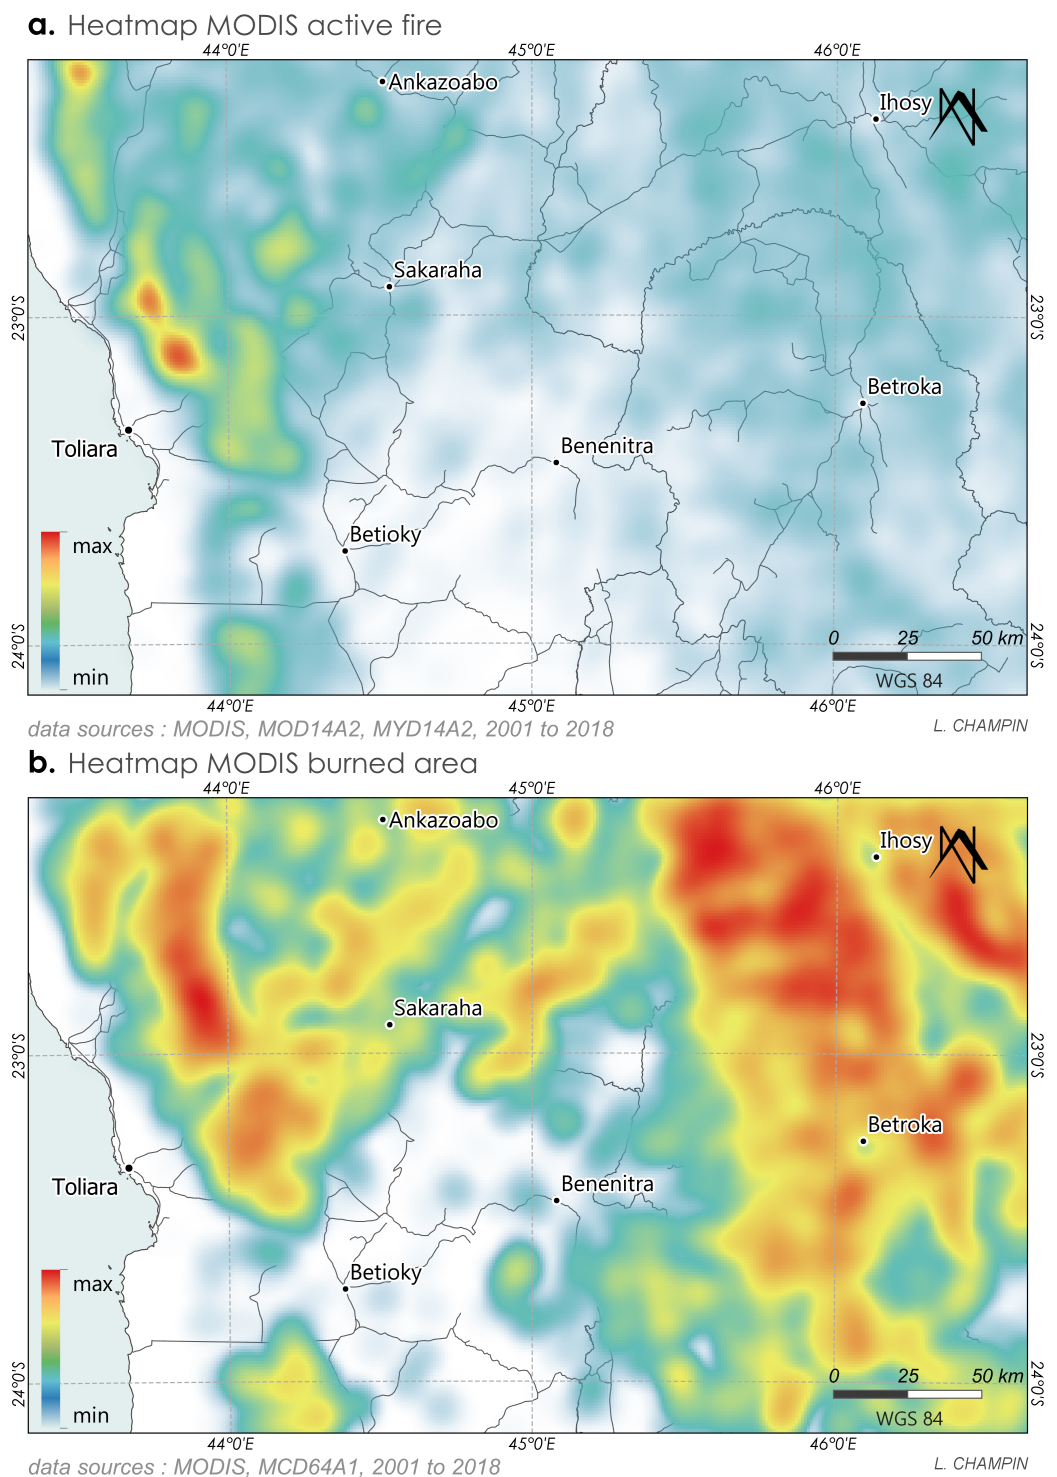 a. Heatmap MODIS active fire
44°0'E 45°0'E 46°0'E
Ankazoabo
Ihosy
Sakaraha
23°0'S 23°0'S
Betroka
Toliara
Benenitra
Betioky
max
min
24°0'S 24°0'S
0 25 50 km
WGS 84
44°0'E 45°0'E 46°0'E
data sources : MODIS, MOD14A2, MYD14A2, 2001 to 2018
L. CHAMPIN
b. Heatmap MODIS burned area
44°0'E 45°0'E 46°0'E
Ankazoabo
Ihosy
Sakaraha
23°0'S 23°0'S
Betroka
Toliara
Benenitra
Betioky
max
min
24°0'S 24°0'S
0 25 50 km
WGS 84
44°0'E 45°0'E 46°0'E
data sources : MODIS, MCD64A1, 2001 to 2018
L. CHAMPIN